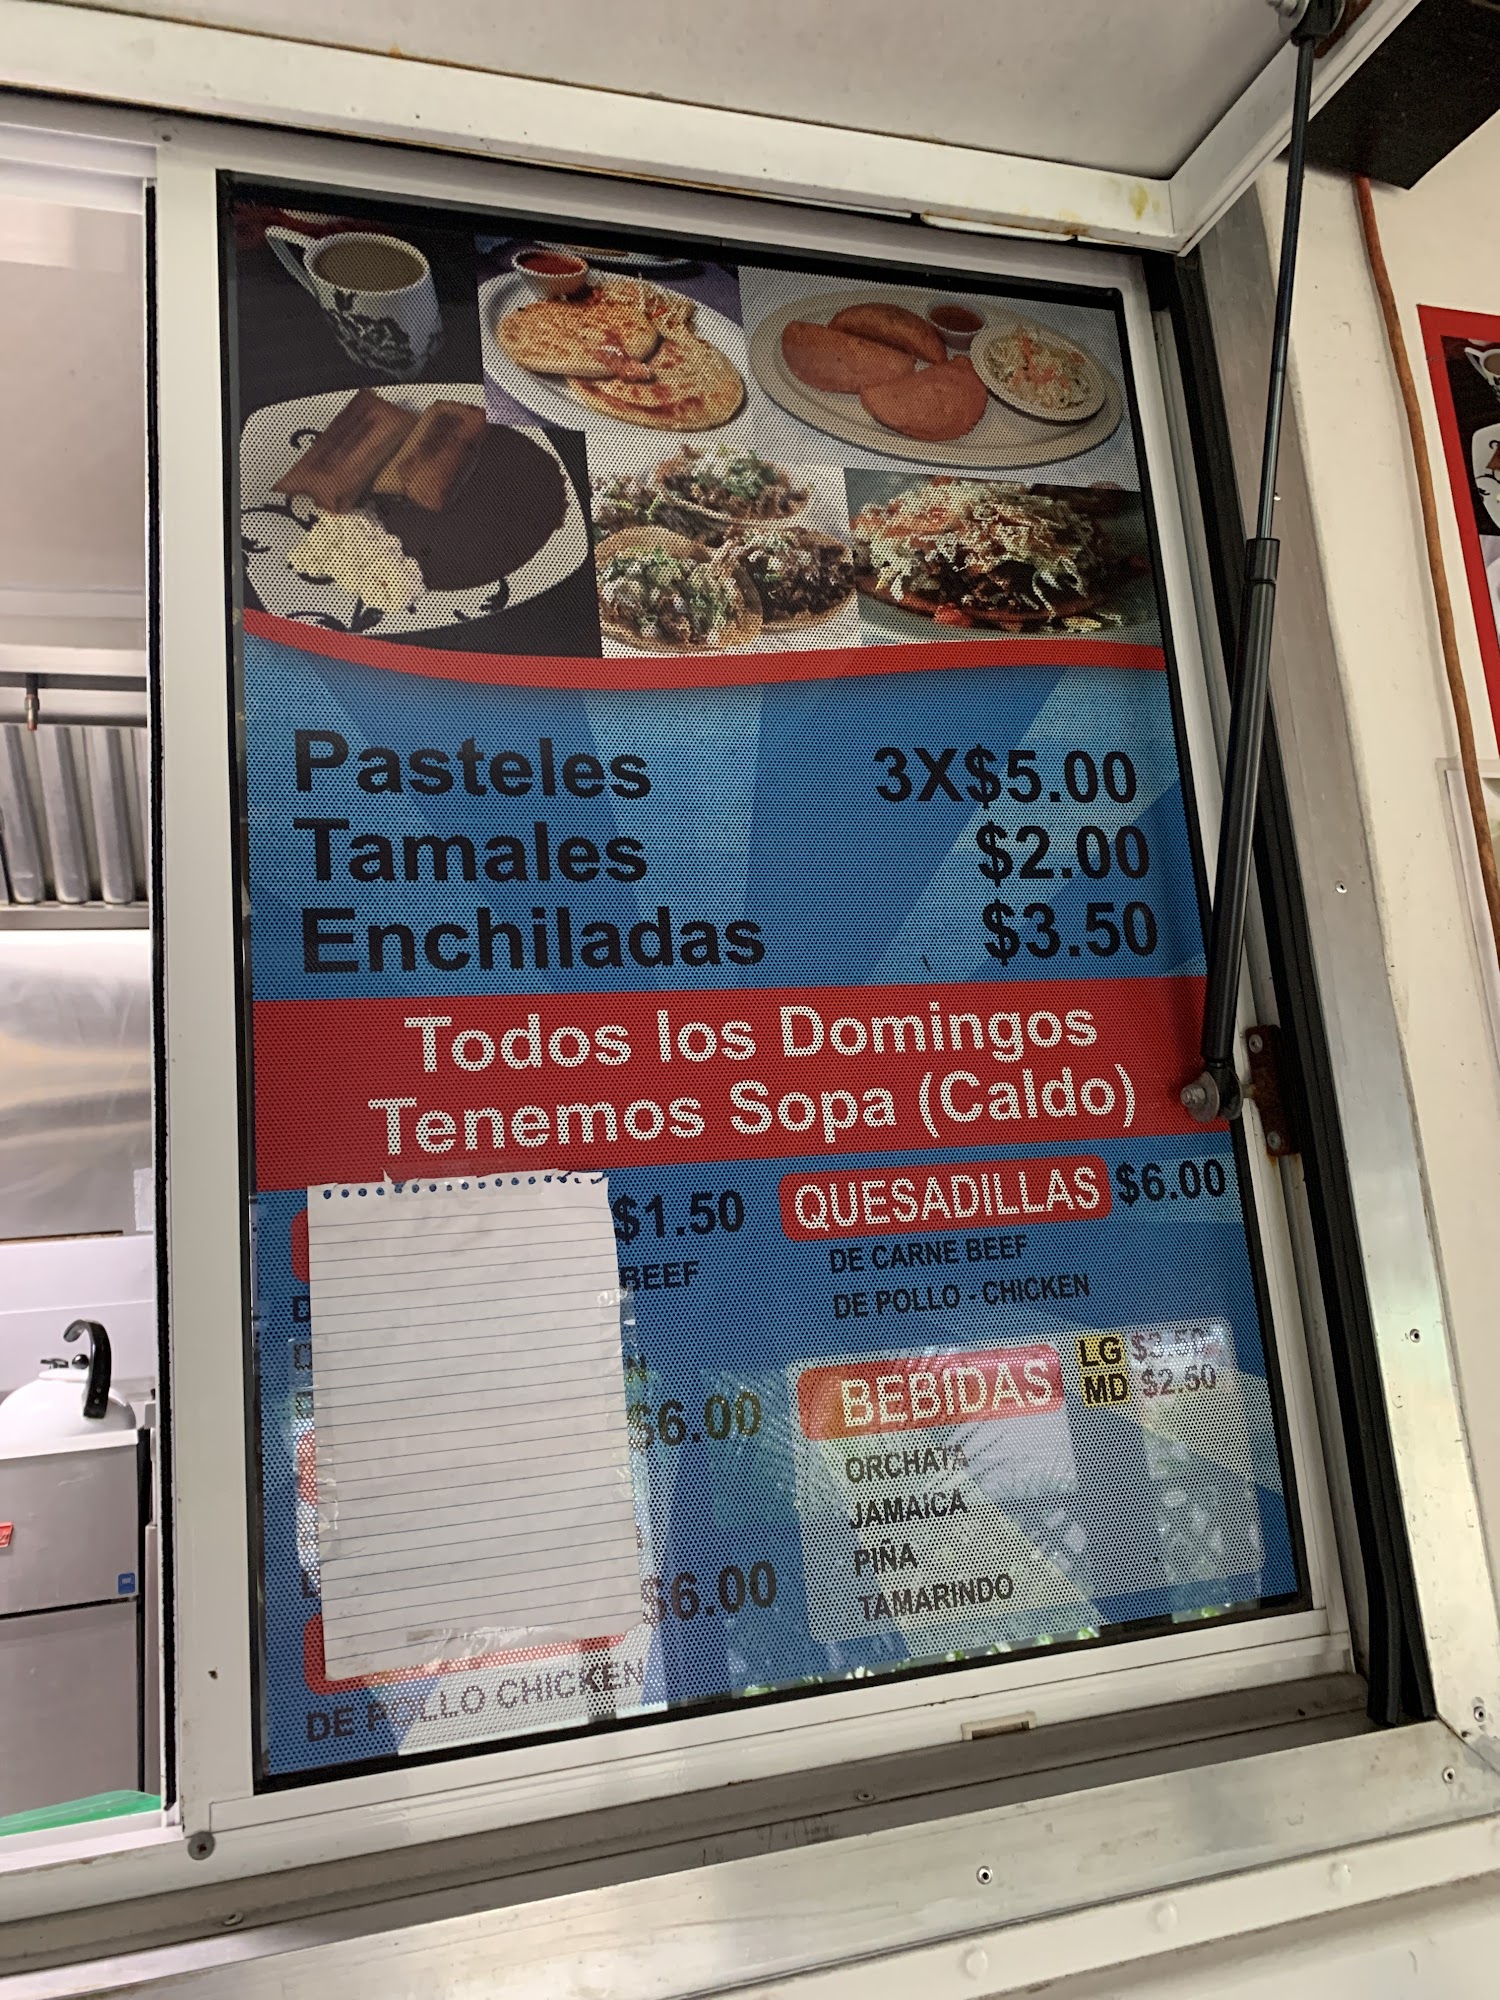 Pasteles 3X$5.00
Tamales $2.00
Enchiladas $3.50
Todos los Domingos
Tenemos Sopa (Caldo)
$1.50
BEEF
$6.00
$6.00
DE POLLO CHICKEN
QUESADILLAS $6.00
DE CARNE BEEF
DE POLLO - CHICKEN
BEBIDAS
LG $3.50
MD $2.50
ORCHATA
JAMAICA
PIÑA
TAMARINDO